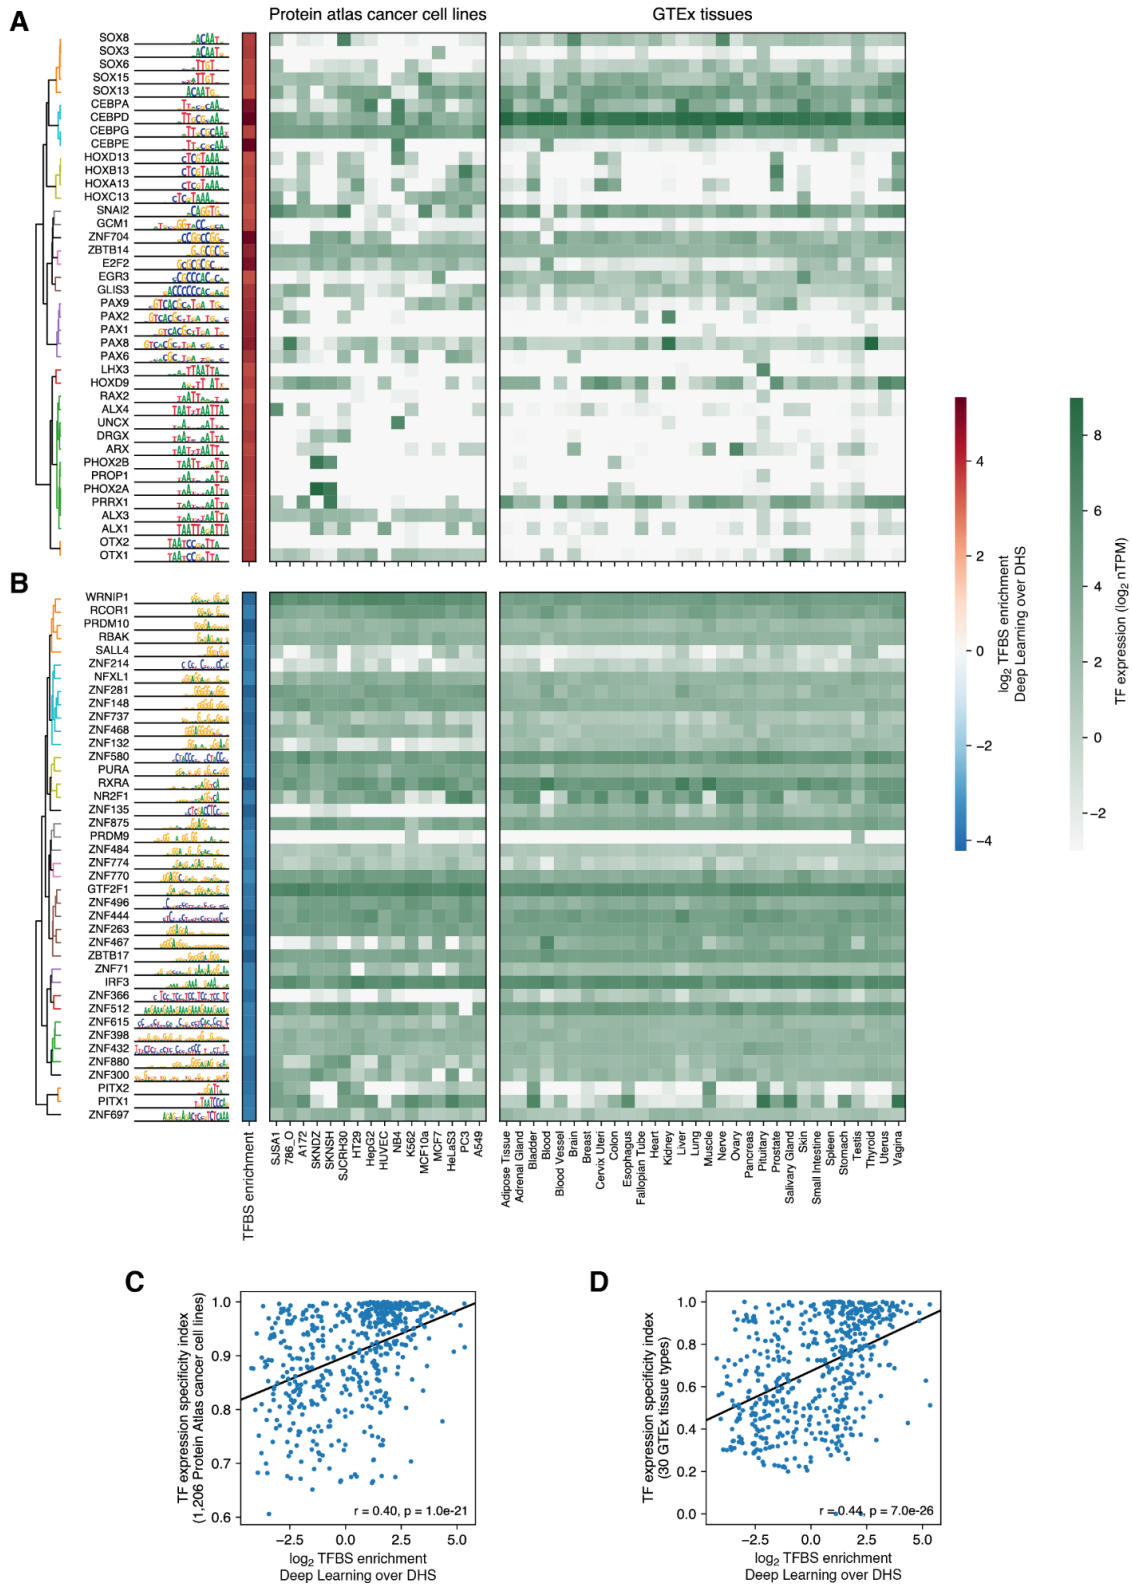 A
Protein atlas cancer cell lines
GTEx tissues
SOX8
SOX3
SOX6
SOX15
SOX13
CEBPA
CEBPD
CEBPG
CEBPE
HOXD13
HOXB13
HOXA13
HOXC13
SNAI2
GCM1
ZNF704
ZBTB14
E2F2
EGR3
GLIS3
PAX9
PAX2
PAX1
PAX8
PAX6
LHX3
HOXD9
RAX2
ALX4
UNCX
DRGX
ARX
PHOX2B
PROP1
PHOX2A
PRRX1
ALX3
ALX1
OTX2
OTX1
4
2
0
−2
−4
log2 TFBS enrichment
Deep Learning over DHS
8
6
4
2
0
−2
TF expression (log2 nTPM)
B
WRNIP1
RCOR1
PRDM10
RBAK
SALL4
ZNF214
NFXL1
ZNF281
ZNF148
ZNF737
ZNF468
ZNF132
ZNF580
PURA
RXRA
NR2F1
ZNF135
ZNF875
PRDM9
ZNF484
ZNF774
ZNF770
GTF2F1
ZNF496
ZNF444
ZNF263
ZNF467
ZBTB17
ZNF71
IRF3
ZNF366
ZNF512
ZNF615
ZNF398
ZNF432
ZNF880
ZNF300
PITX2
PITX1
ZNF697
TFBS enrichment
SJSA1
786_O
A172
SKNDZ
SKNSH
SJCRH30
HT29
HepG2
HUVEC
NB4
K562
MCF10a
MCF7
HeLaS3
PC3
A549
Adipose Tissue
Adrenal Gland
Bladder
Blood
Blood Vessel
Brain
Breast
Cervix Uteri
Colon
Esophagus
Fallopian Tube
Heart
Kidney
Liver
Lung
Muscle
Nerve
Ovary
Pancreas
Pituitary
Prostate
Salivary Gland
Skin
Small Intestine
Spleen
Stomach
Testis
Thyroid
Uterus
Vagina
C
TF expression specificity index
(1,206 Protein Atlas cancer cell lines)
1.0
0.9
0.8
0.7
0.6
r = 0.40, p = 1.0e-21
−2.5 0.0 2.5 5.0
log2 TFBS enrichment
Deep Learning over DHS
D
TF expression specificity index
(30 GTEx tissue types)
1.0
0.8
0.6
0.4
0.2
0.0
r = 0.44, p = 7.0e-26
−2.5 0.0 2.5 5.0
log2 TFBS enrichment
Deep Learning over DHS